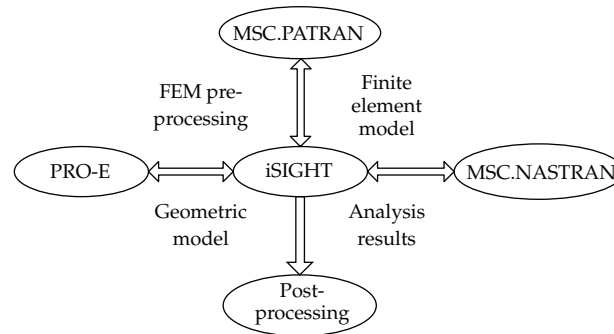 MSC.PATRAN
FEM pre-
processing
Finite
element
model
PRO-E
iSIGHT
MSC.NASTRAN
Geometric
model
Analysis
results
Post-
processing